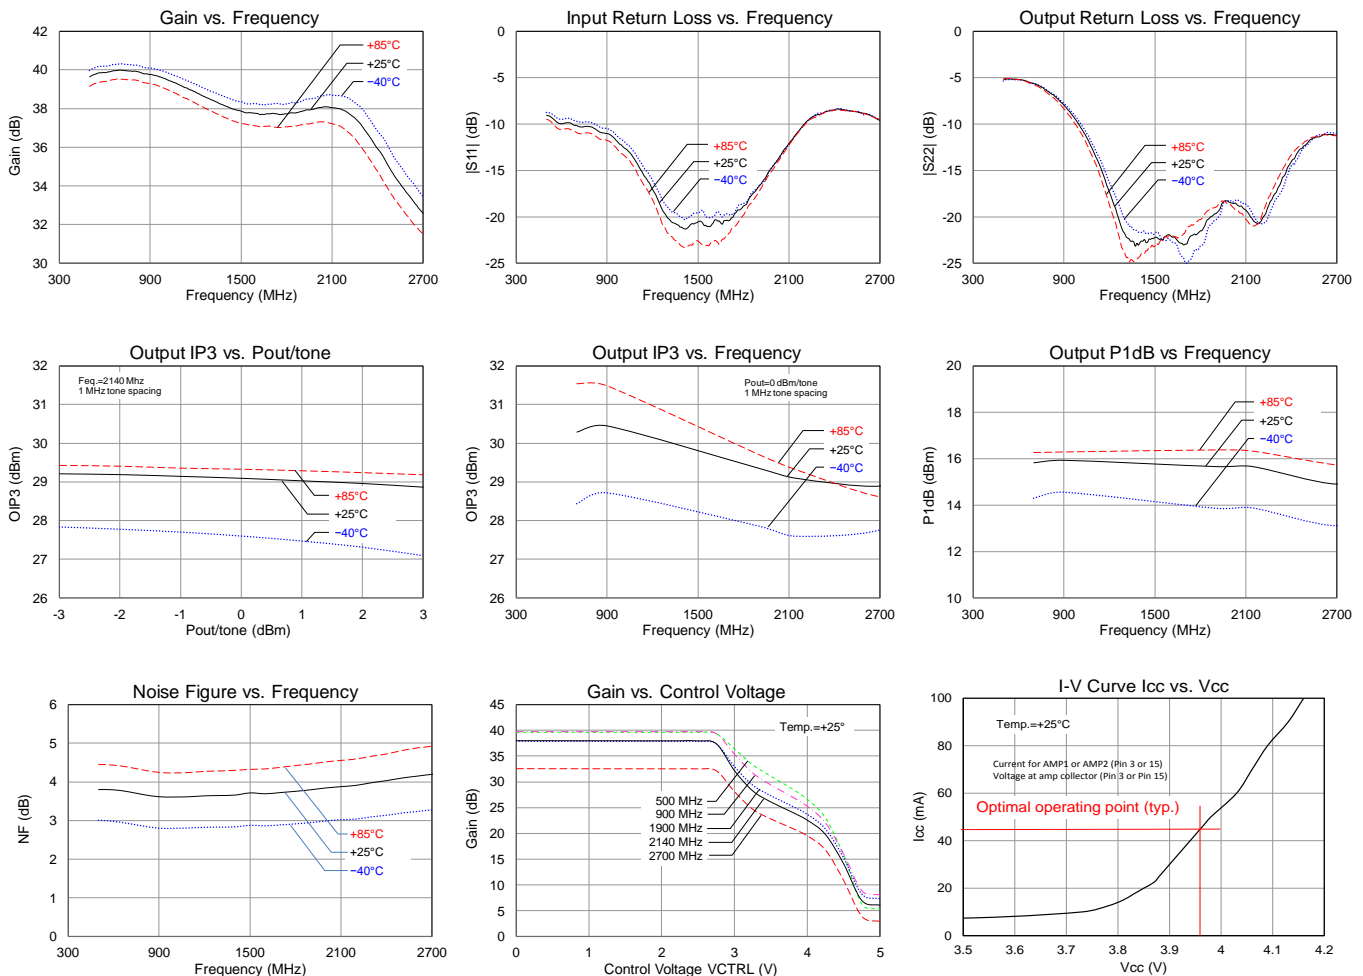 Gain vs. Frequency
42
40
38
36
34
32
30
Gain (dB)
+85°C
+25°C
−40°C
300
900
1500
2100
2700
Frequency (MHz)
Input Return Loss vs. Frequency
0
-5
-10
-15
-20
-25
|S11| (dB)
+85°C
+25°C
−40°C
300
900
1500
2100
2700
Frequency (MHz)
Output Return Loss vs. Frequency
0
-5
-10
-15
-20
-25
|S22| (dB)
+85°C
+25°C
−40°C
300
900
1500
2100
2700
Frequency (MHz)
Output IP3 vs. Pout/tone
32
31
30
29
28
27
26
OIP3 (dBm)
Feq.=2140 Mhz
1 MHz tone spacing
+85°C
+25°C
−40°C
-3
-2
-1
0
1
2
3
Pout/tone (dBm)
Output IP3 vs. Frequency
32
31
30
29
28
27
26
OIP3 (dBm)
Pout=0 dBm/tone
1 MHz tone spacing
+85°C
+25°C
−40°C
300
900
1500
2100
2700
Frequency (MHz)
Output P1dB vs Frequency
20
18
16
14
12
10
P1dB (dBm)
+85°C
+25°C
−40°C
300
900
1500
2100
2700
Frequency (MHz)
Noise Figure vs. Frequency
6
5
4
3
2
1
0
NF (dB)
+85°C
+25°C
−40°C
300
900
1500
2100
2700
Frequency (MHz)
Gain vs. Control Voltage
45
40
35
30
25
20
15
10
5
0
Gain (dB)
Temp.=+25°
500 MHz
900 MHz
1900 MHz
2140 MHz
2700 MHz
0
1
2
3
4
5
Control Voltage VCTRL (V)
I-V Curve Icc vs. Vcc
100
80
60
40
20
0
Icc (mA)
Temp.=+25°C
Current for AMP1 or AMP2 (Pin 3 or 15)
Voltage at amp collector (Pin 3 or Pin 15)
Optimal operating point (typ.)
3.5
3.6
3.7
3.8
3.9
4
4.1
4.2
Vcc (V)